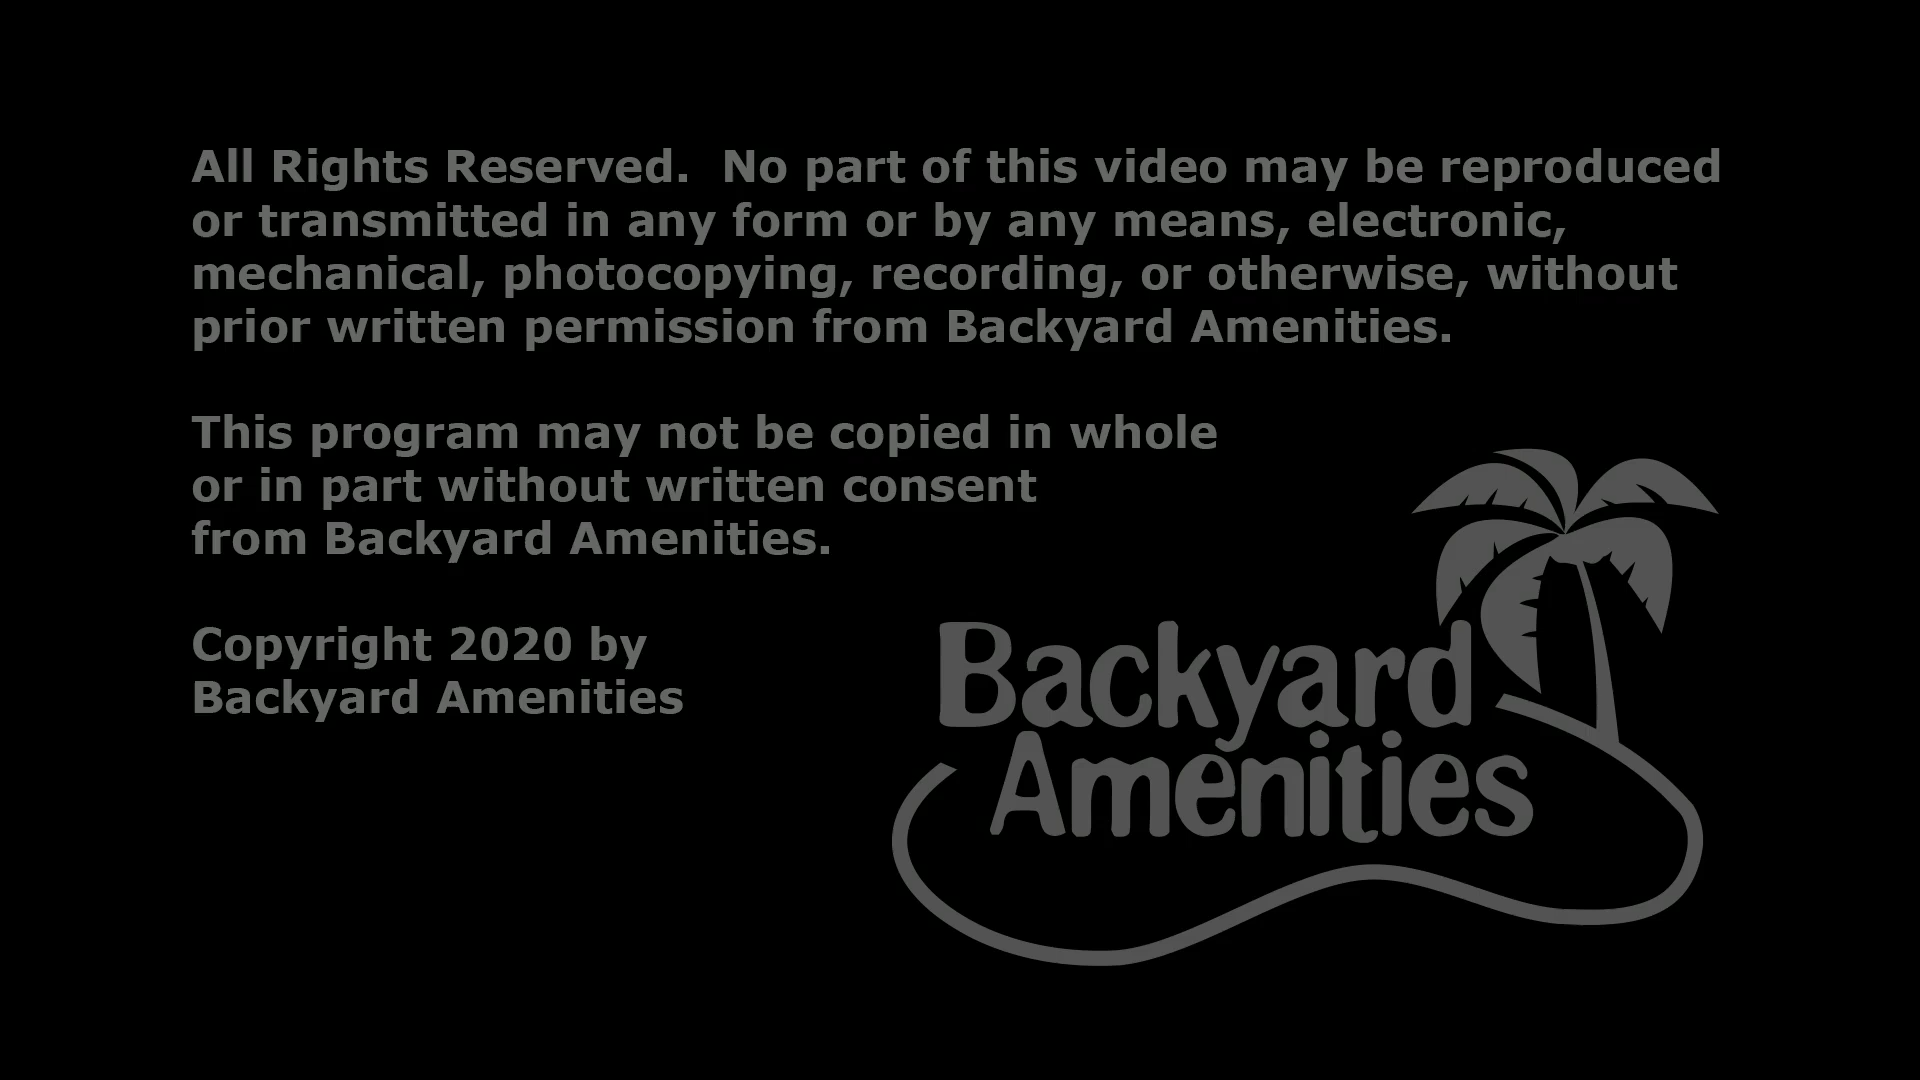 All Rights Reserved.  No part of this video may be reproduced
or transmitted in any form or by any means, electronic,
mechanical, photocopying, recording, or otherwise, without
prior written permission from Backyard Amenities.
This program may not be copied in whole
or in part without written consent
from Backyard Amenities.
Copyright 2020 by
Backyard Amenities
Backyard
Amenities